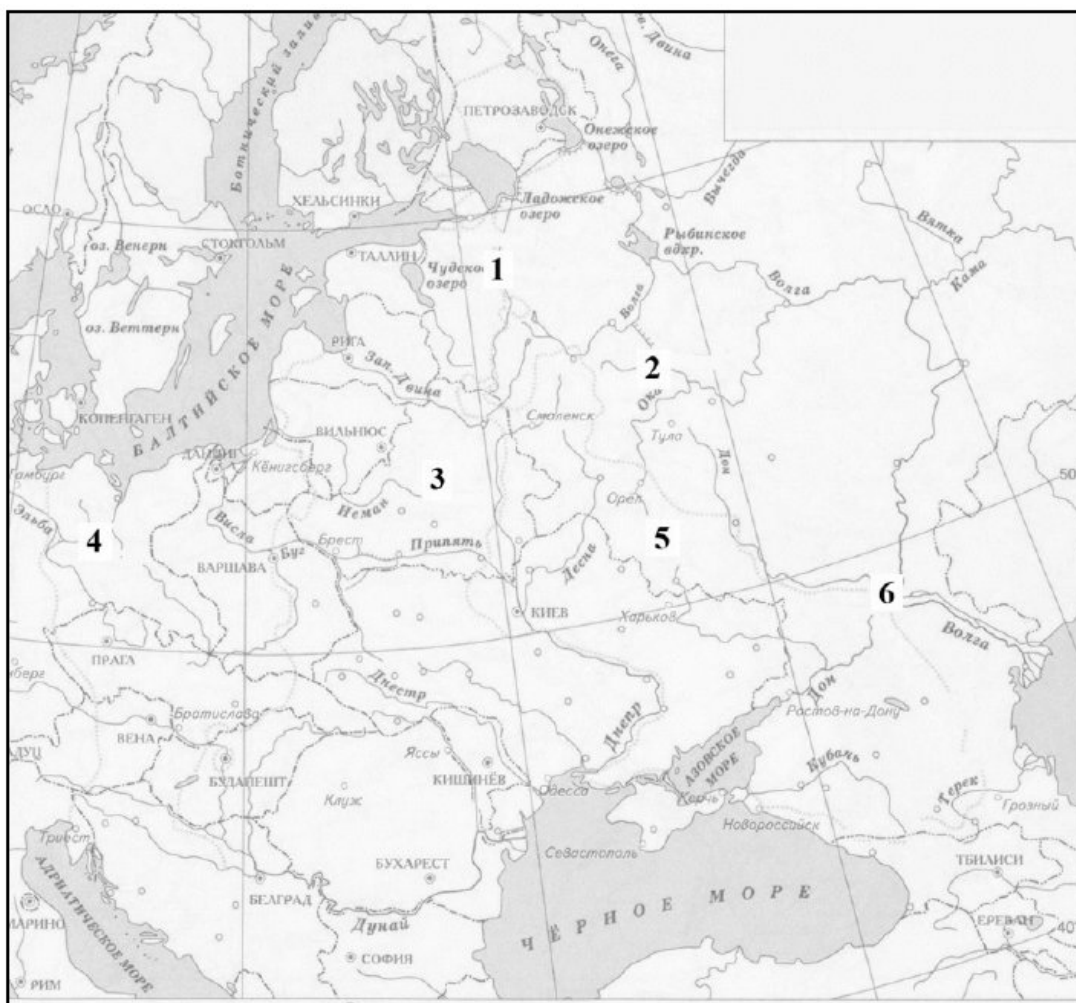 Ботнический залив
Онега
Двина
ПЕТРОЗАВОДСК
Онежское
озеро
Вычегда
ОСЛО
ХЕЛЬСИНКИ
Ладожское
озеро
Вятка
оз. Венерн
СТОКГОЛЬМ
ТАЛЛИН
Чудское
озеро
1
Рыбинское
вдхр.
Волга
Кама
Волга
оз. Веттерн
РИГА
Зап. Двина
2
Ока
КОПЕНГАГЕН
БАЛТИЙСКОЕ МОРЕ
Смоленск
Тула
ВИЛЬНЮС
Дон
ДАНЦИГ
Кёнигсберг
Гамбург
3
Неман
Орел
50
Эльба
4
Висла
Брест
Припять
Десна
5
ВАРШАВА
Буг
КИЕВ
Харьков
6
Волга
ПРАГА
Днестр
Дон
Ростов-на-Дону
Братислава
ВЕНА
Днепр
АЗОВСКОЕ
МОРЕ
Яссы
БУДАПЕШТ
КИШИНЁВ
Кубань
Клуж
Одесса
Керчь
Терек
Грозный
Новороссийск
Триест
Севастополь
ТБИЛИСИ
БУХАРЕСТ
БЕЛГРАД
АДРИАТИЧЕСКОЕ МОРЕ
ЧЁРНОЕ МОРЕ
МАРИНО
ЕРЕВАН
Дунай
40°
СОФИЯ
РИМ